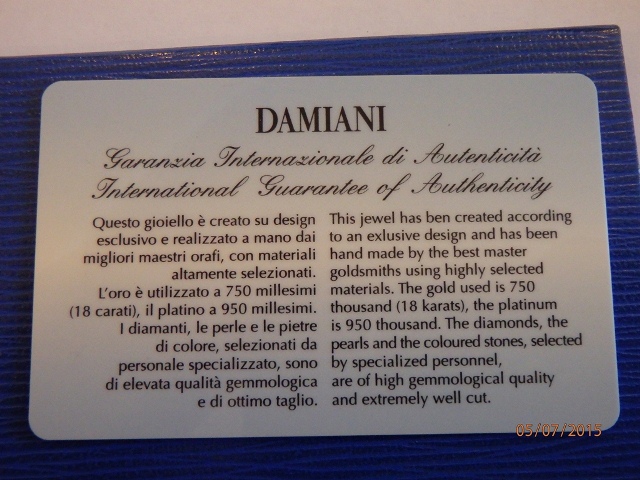 DAMIANI
Garanzia Internazionale di Autenticità
International Guarantee of Authenticity
Questo gioiello è creato su design
esclusivo e realizzato a mano dai
migliori maestri orafi, con materiali
altamente selezionati.
L'oro è utilizzato a 750 millesimi
(18 carati), il platino a 950 millesimi.
I diamanti, le perle e le pietre
di colore, selezionati da
personale specializzato, sono
di elevata qualità gemmologica
e di ottimo taglio.
This jewel has ben created according
to an exlusive design and has been
hand made by the best master
goldsmiths using highly selected
materials. The gold used is 750
thousand (18 karats), the platinum
is 950 thousand. The diamonds, the
pearls and the coloured stones, selected
by specialized personnel,
are of high gemmological quality
and extremely well cut.
05/07/2015